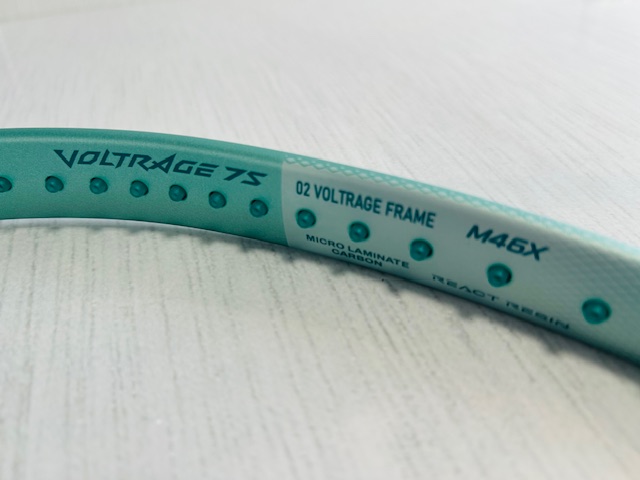 VOLTRAGE 7S
02 VOLTRAGE FRAME
M46X
MICRO LAMINATE
CARBON
REACT RESIN